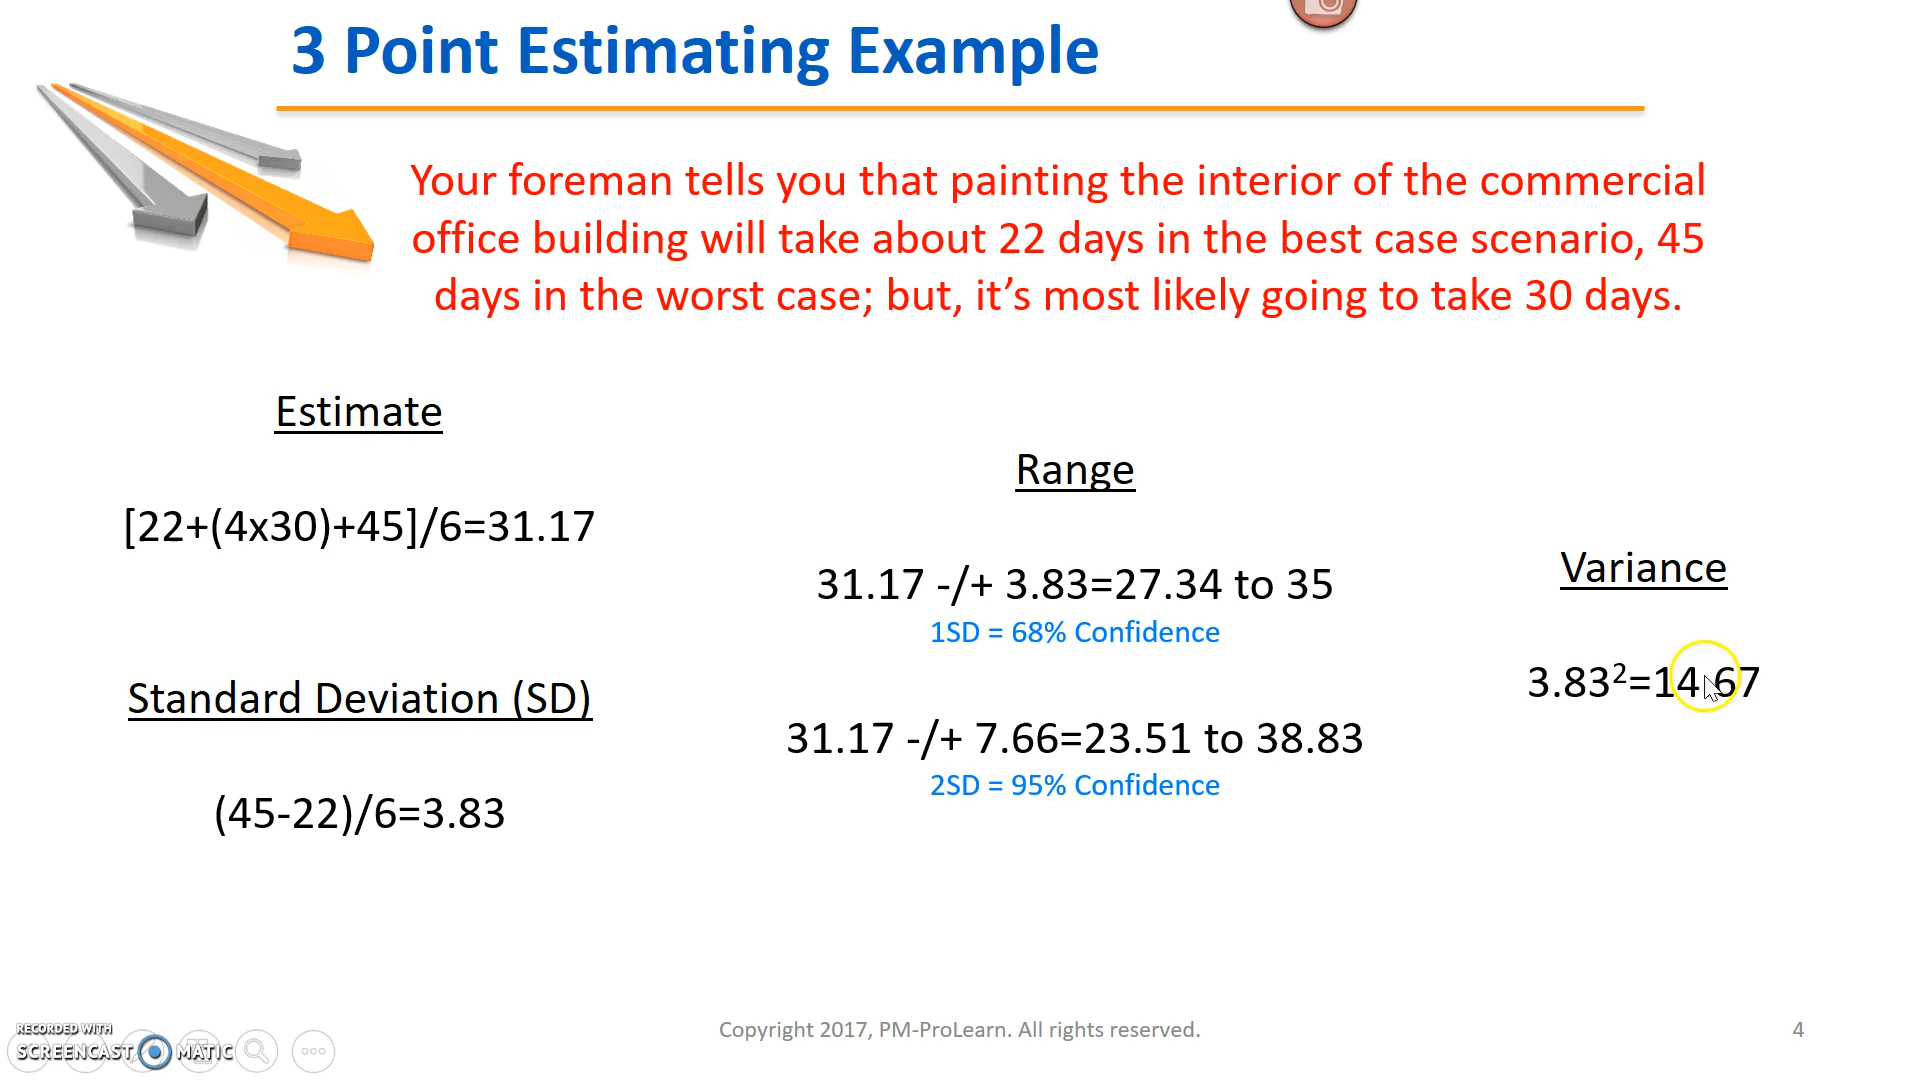 3 Point Estimating Example
Your foreman tells you that painting the interior of the commercial
office building will take about 22 days in the best case scenario, 45
days in the worst case; but, it’s most likely going to take 30 days.
Estimate
[22+(4x30)+45]/6=31.17
Standard Deviation (SD)
(45-22)/6=3.83
Range
31.17 -/+ 3.83=27.34 to 35
1SD = 68% Confidence
31.17 -/+ 7.66=23.51 to 38.83
2SD = 95% Confidence
Variance
3.83²=14.67
Copyright 2017, PM-ProLearn. All rights reserved.
4
RECORDED WITH
SCREENCAST MATIC